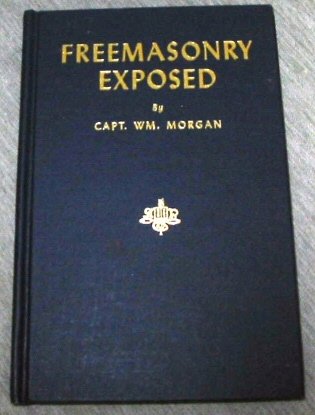 FREEMASONRY
EXPOSED
By
CAPT. WM. MORGAN